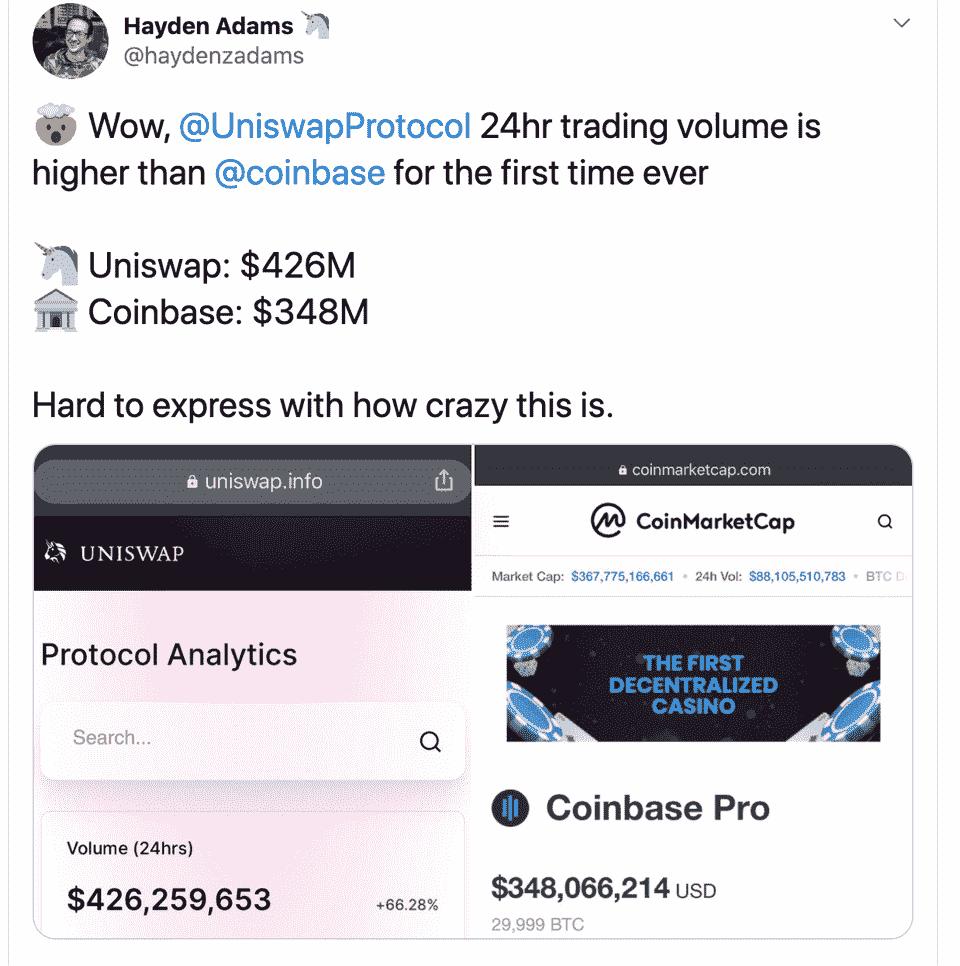 Hayden Adams 🦄
@haydenzadams
🤯 Wow, @UniswapProtocol 24hr trading volume is
higher than @coinbase for the first time ever
🦄 Uniswap: $426M
🏦 Coinbase: $348M
Hard to express with how crazy this is.
uniswap.info
UNISWAP
Protocol Analytics
Search...
Volume (24hrs)
$426,259,653 +66.28%
coinmarketcap.com
CoinMarketCap
Market Cap: $367,775,166,661 • 24h Vol: $88,105,510,783 • BTC D
THE FIRST
DECENTRALIZED
CASINO
Coinbase Pro
$348,066,214 USD
29,999 BTC